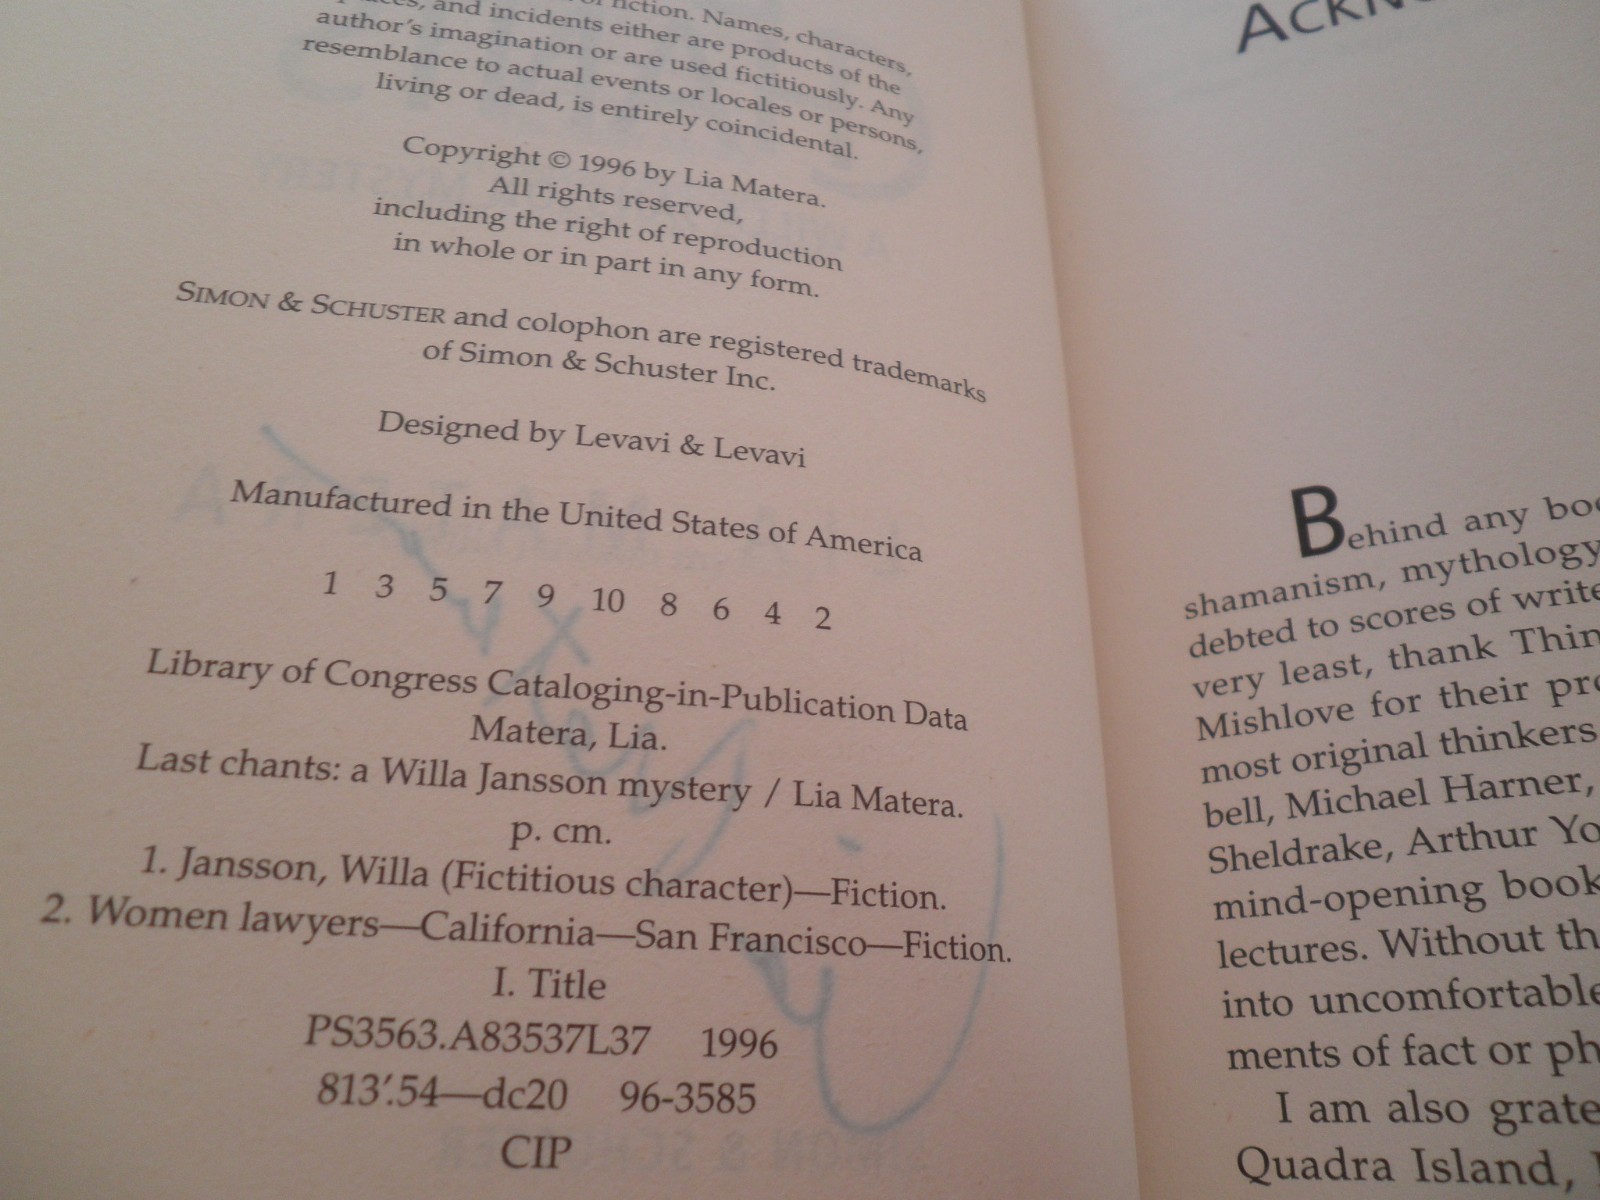 fiction. Names, characters,
and incidents either are products of the
author's imagination or are used fictitiously. Any
resemblance to actual events or locales or persons,
living or dead, is entirely coincidental.
Copyright © 1996 by Lia Matera.
All rights reserved,
including the right of reproduction
in whole or in part in any form.
SIMON & SCHUSTER and colophon are registered trademarks
of Simon & Schuster Inc.
Designed by Levavi & Levavi
Manufactured in the United States of America
1 3 5 7 9 10 8 6 4 2
Library of Congress Cataloging-in-Publication Data
Matera, Lia.
Last chants: a Willa Jansson mystery / Lia Matera.
p. cm.
1. Jansson, Willa (Fictitious character)—Fiction.
2. Women lawyers—California—San Francisco—Fiction.
I. Title
PS3563.A83537L37 1996
813'.54—dc20 96-3585
CIP
ACKN
Behind any boo
shamanism, mythology
debted to scores of write
very least, thank Thin
Mishlove for their pro
most original thinkers
bell, Michael Harner,
Sheldrake, Arthur Yo
mind-opening book
lectures. Without th
into uncomfortable
ments of fact or ph
I am also grate
Quadra Island,